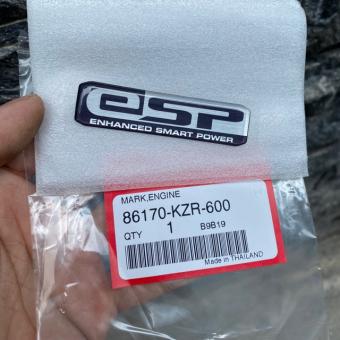 eSP
ENHANCED SMART POWER
MARK,ENGINE
86170-KZR-600
QTY 1 B9B19
Made in THAILAND